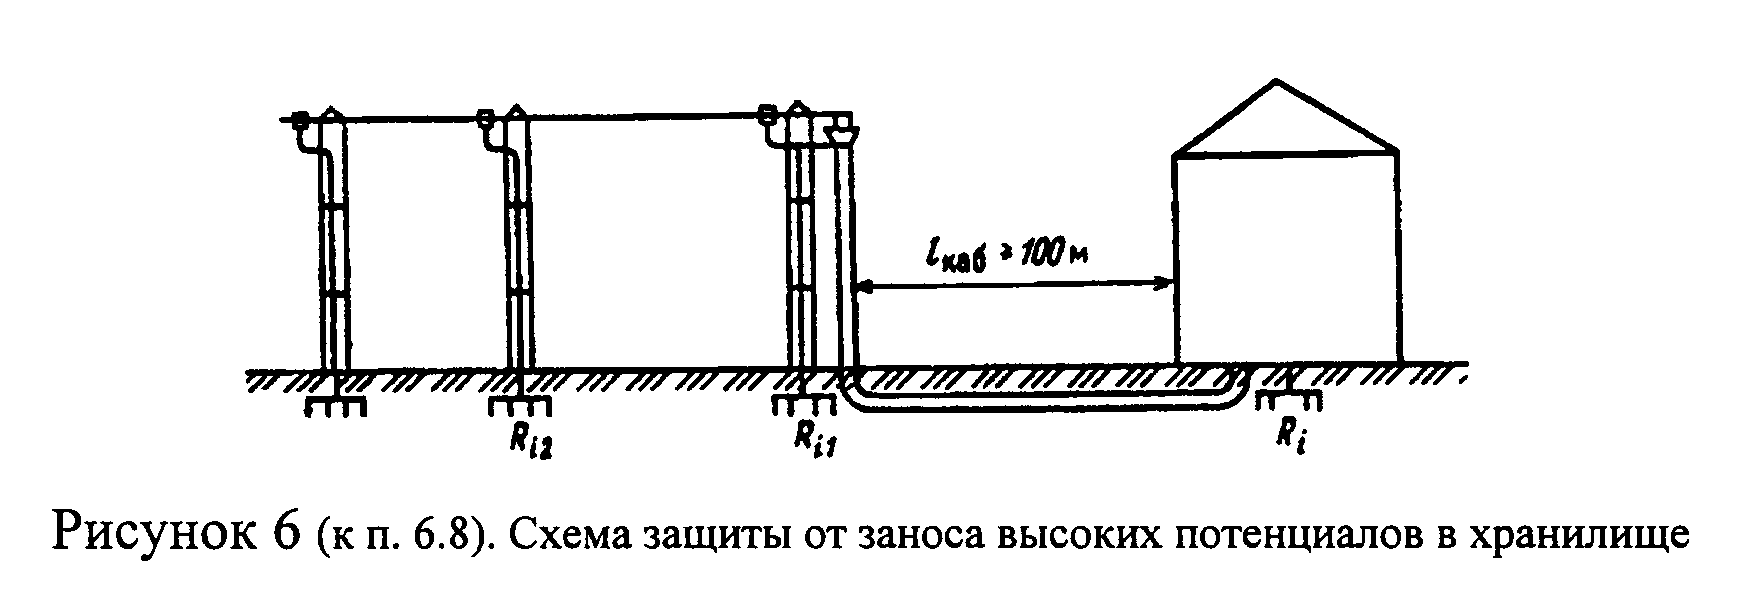 lкаб ≥ 100 м
Ri2
Ri1
Ri
Рисунок 6 (к п. 6.8). Схема защиты от заноса высоких потенциалов в хранилище